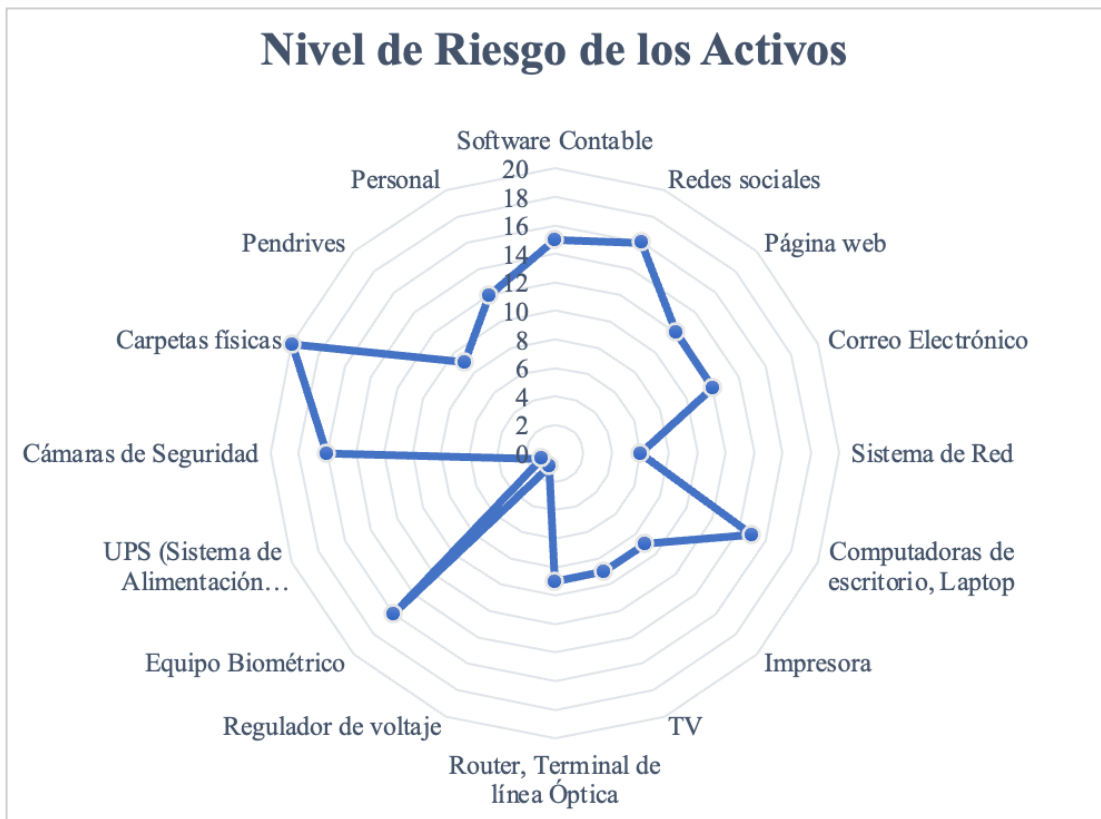 Nivel de Riesgo de los Activos
Software Contable
Redes sociales
Página web
Correo Electrónico
Sistema de Red
Computadoras de
escritorio, Laptop
Impresora
TV
Router, Terminal de
línea Óptica
Regulador de voltaje
Equipo Biométrico
UPS (Sistema de
Alimentación…
Cámaras de Seguridad
Carpetas físicas
Pendrives
Personal
20
18
16
14
12
10
8
6
4
2
0